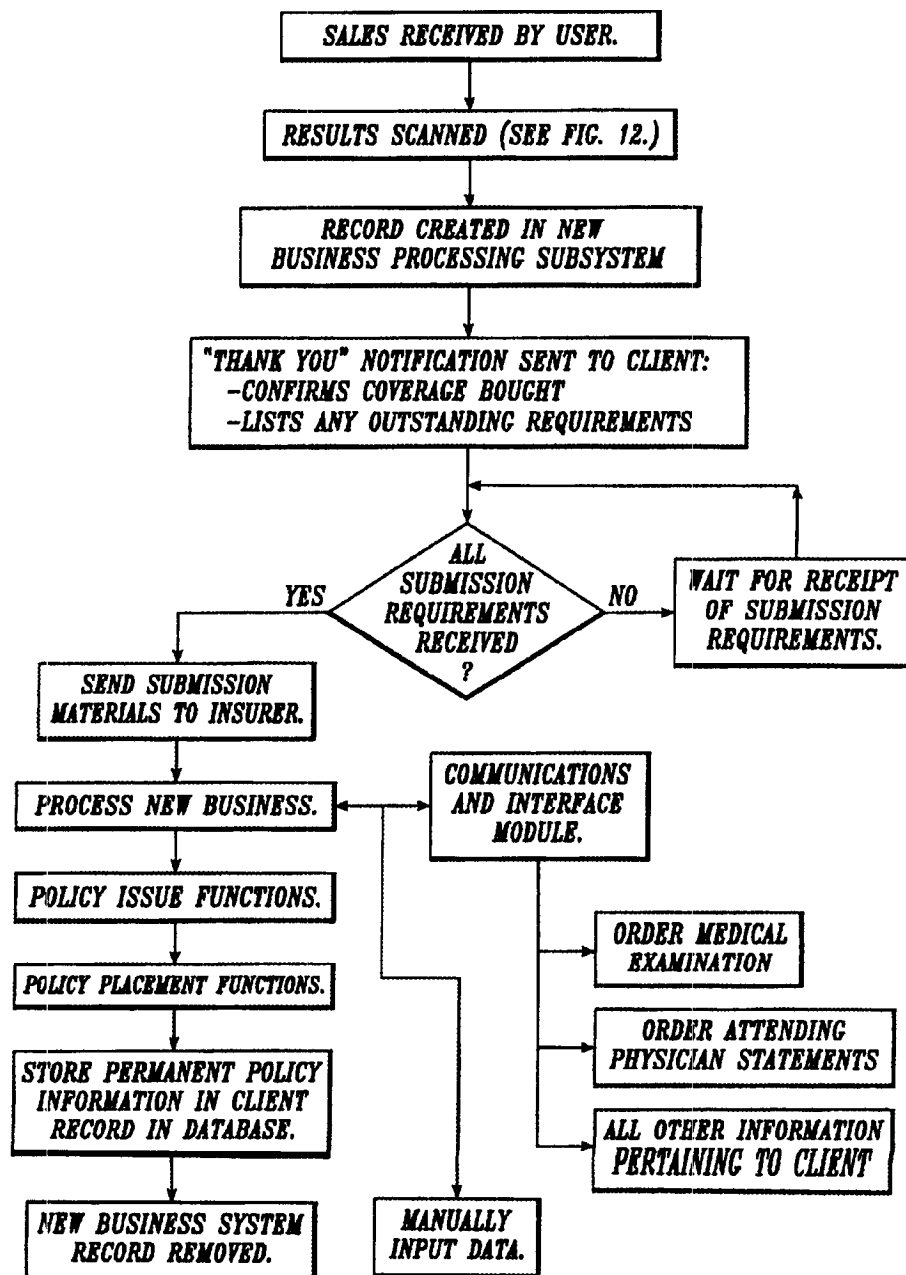 SALES RECEIVED BY USER.
RESULTS SCANNED (SEE FIG. 12.)
RECORD CREATED IN NEW
BUSINESS PROCESSING SUBSYSTEM
"THANK YOU" NOTIFICATION SENT TO CLIENT:
-CONFIRMS COVERAGE BOUGHT
-LISTS ANY OUTSTANDING REQUIREMENTS
ALL
SUBMISSION
REQUIREMENTS
RECEIVED
?
YES
NO
WAIT FOR RECEIPT
OF SUBMISSION
REQUIREMENTS.
SEND SUBMISSION
MATERIALS TO INSURER.
PROCESS NEW BUSINESS.
COMMUNICATIONS
AND INTERFACE
MODULE.
POLICY ISSUE FUNCTIONS.
POLICY PLACEMENT FUNCTIONS.
STORE PERMANENT POLICY
INFORMATION IN CLIENT
RECORD IN DATABASE.
NEW BUSINESS SYSTEM
RECORD REMOVED.
MANUALLY
INPUT DATA.
ORDER MEDICAL
EXAMINATION
ORDER ATTENDING
PHYSICIAN STATEMENTS
ALL OTHER INFORMATION
PERTAINING TO CLIENT